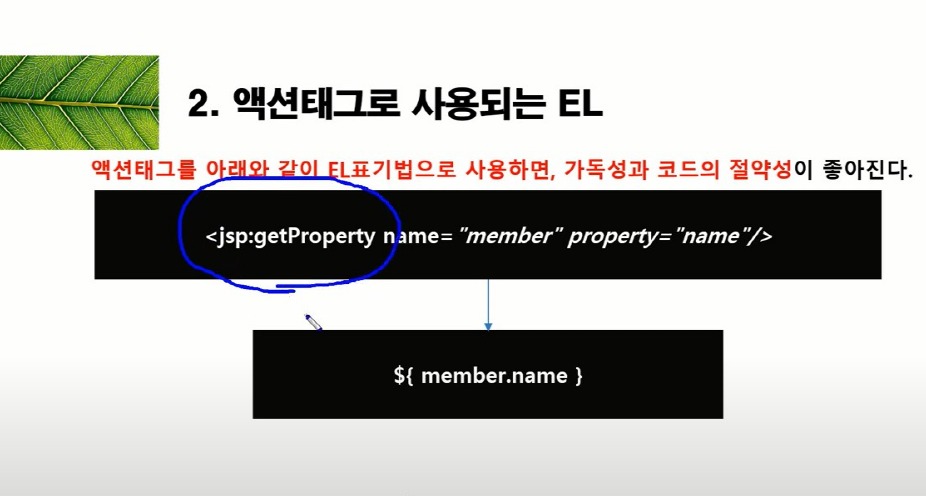 2. 액션태그로 사용되는 EL
액션태그를 아래와 같이 EL표기법으로 사용하면, 가독성과 코드의 절약성이 좋아진다.
<jsp:getProperty name="member" property="name"/>
${ member.name }